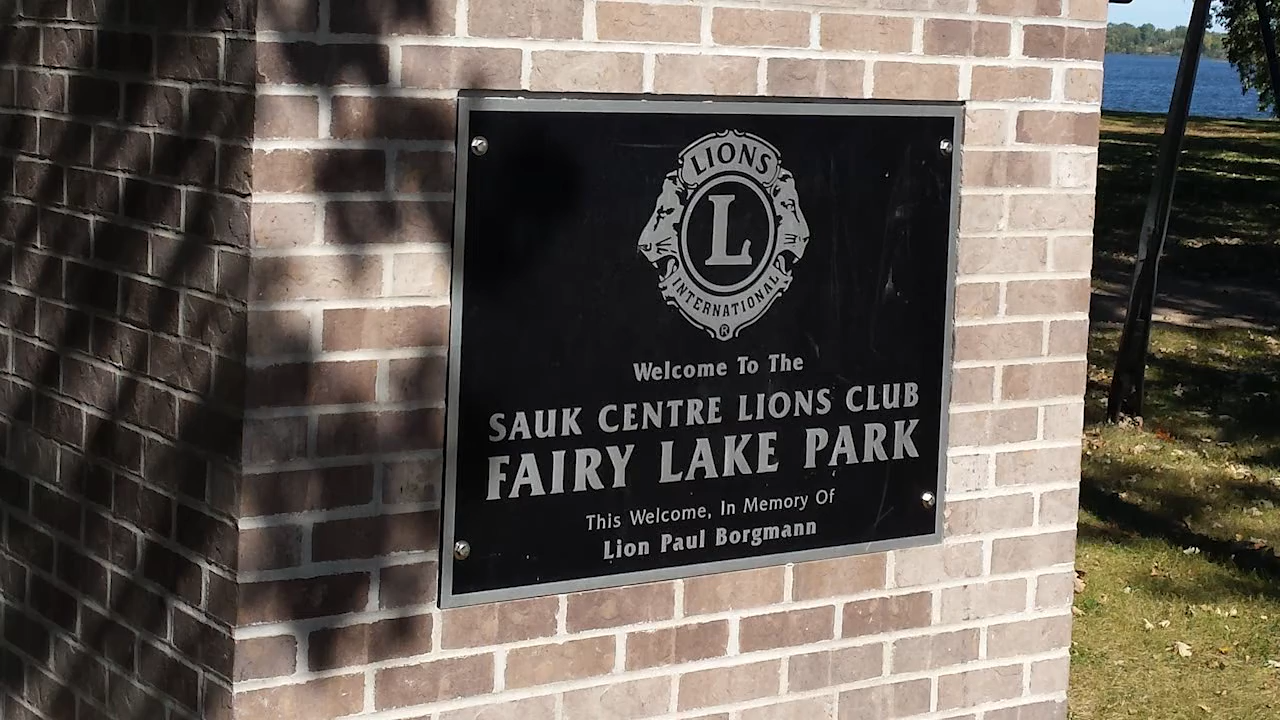 LIONS
L
INTERNATIONAL
®
Welcome To The
SAUK CENTRE LIONS CLUB
FAIRY LAKE PARK
This Welcome, In Memory Of
Lion Paul Borgmann